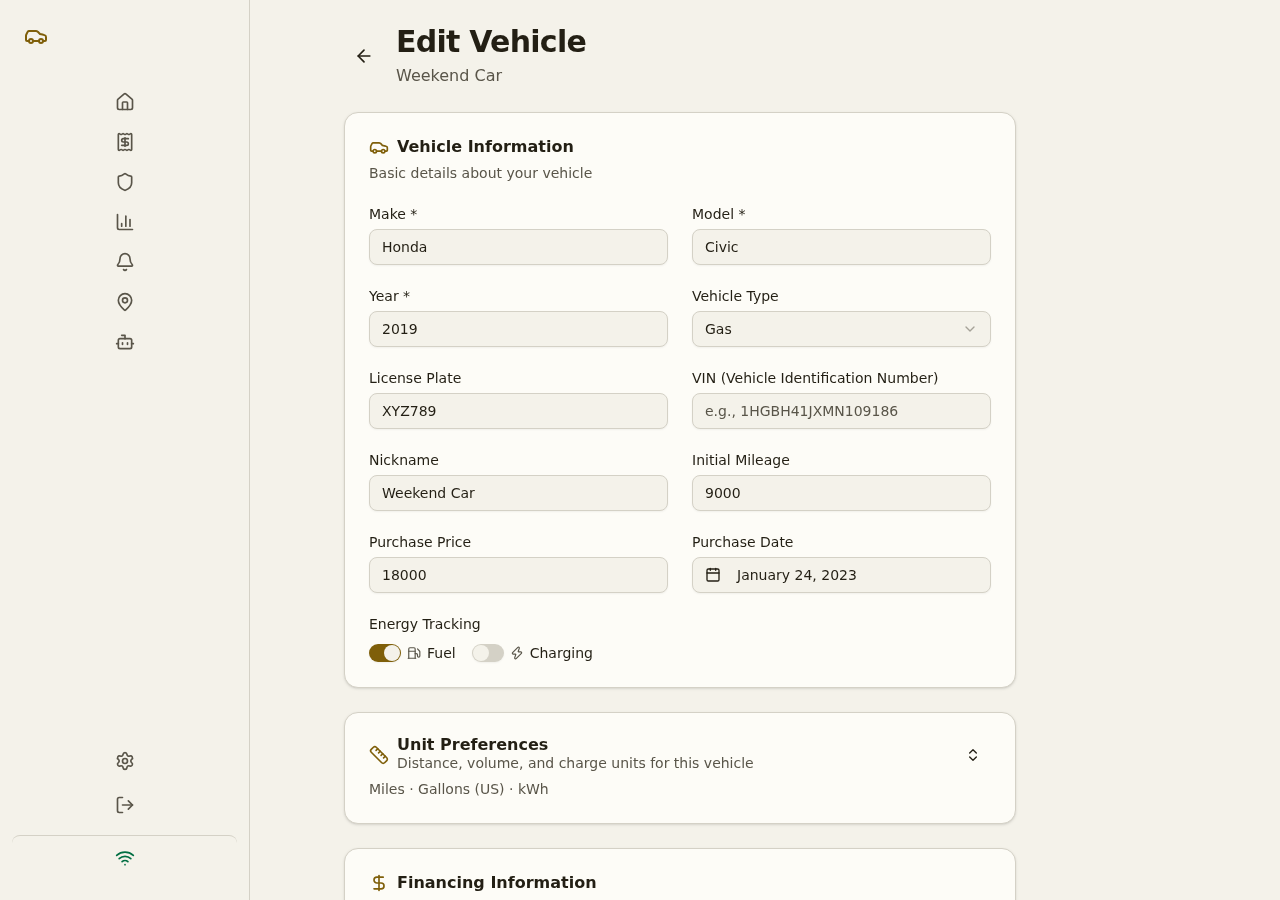 Edit Vehicle
Weekend Car
Vehicle Information
Basic details about your vehicle
Make *
Model *
Honda
Civic
Year *
Vehicle Type
2019
Gas
License Plate
VIN (Vehicle Identification Number)
XYZ789
e.g., 1HGBH41JXMN109186
Nickname
Initial Mileage
Weekend Car
9000
Purchase Price
Purchase Date
18000
January 24, 2023
Energy Tracking
Fuel
Charging
Unit Preferences
Distance, volume, and charge units for this vehicle
Miles · Gallons (US) · kWh
Financing Information